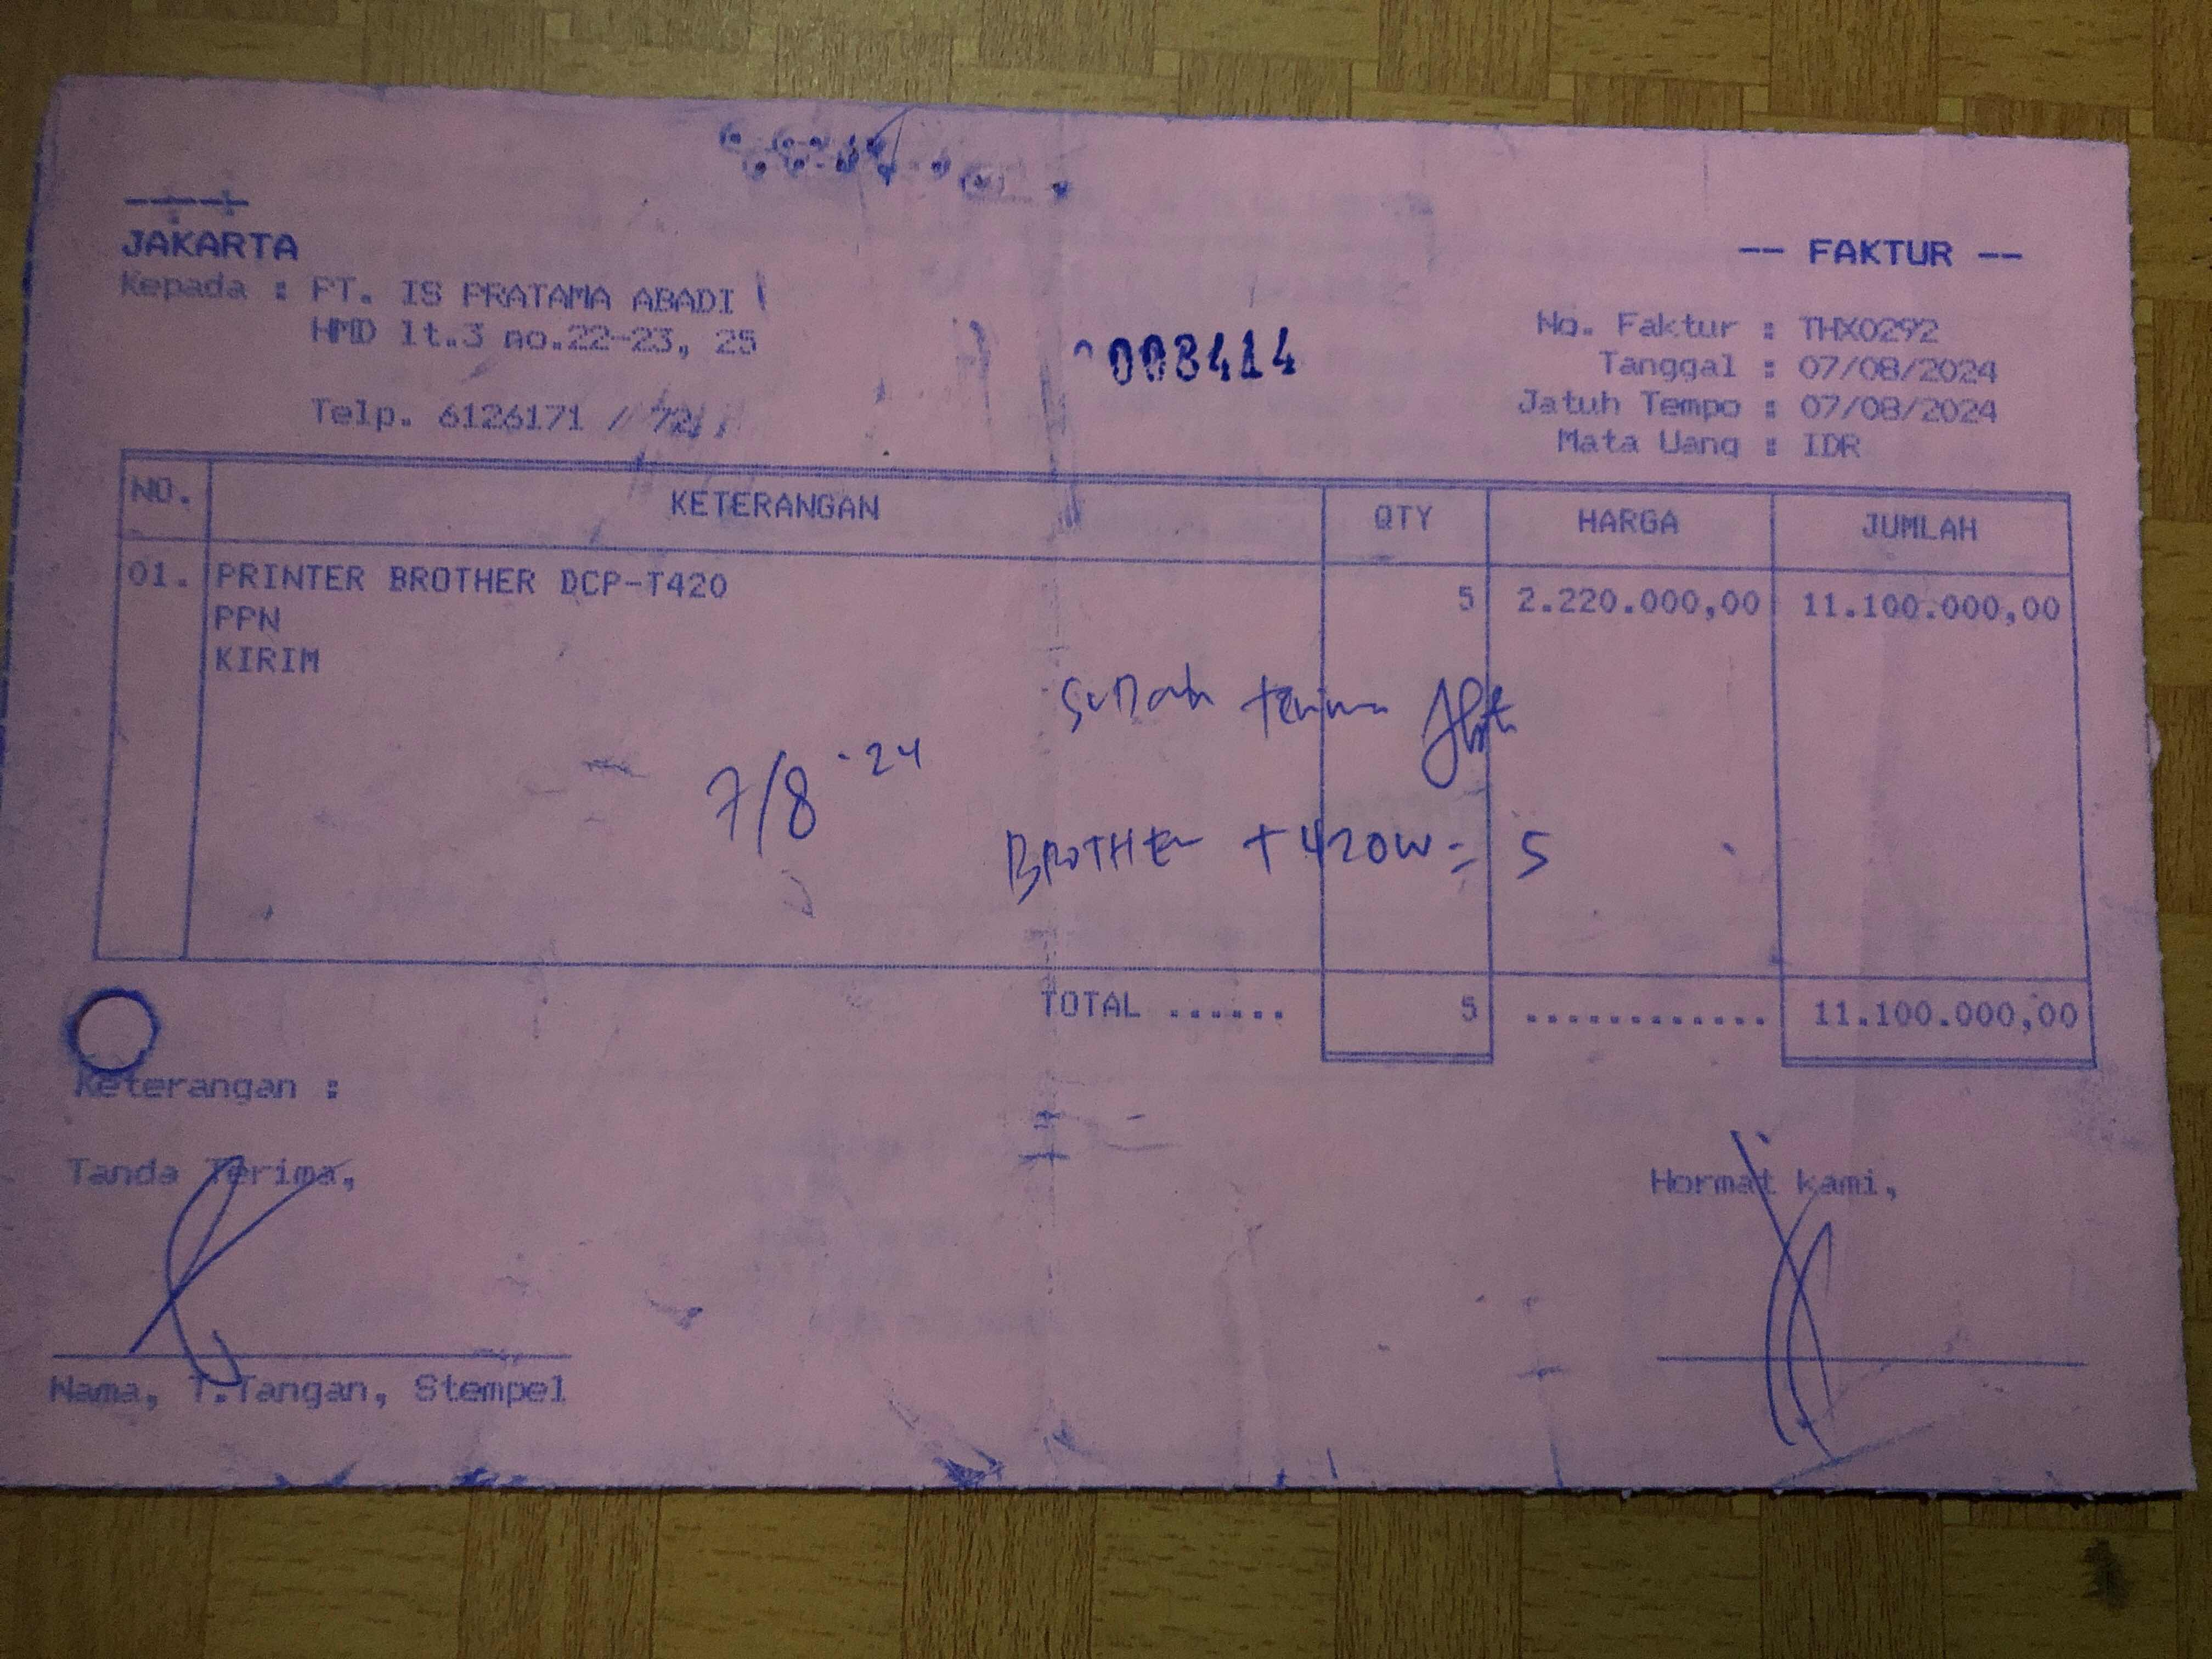 JAKARTA
-- FAKTUR --
Kepada : PT. IS PRATAMA ABADI
HMD lt.3 no.22-23, 25
Telp. 6126171 / 72
003414
No. Faktur : THX0292
Tanggal : 07/08/2024
Jatuh Tempo : 07/08/2024
Mata Uang : IDR
NO. KETERANGAN QTY HARGA JUMLAH
01. PRINTER BROTHER DCP-T420 5 2.220.000,00 11.100.000,00
PPN
KIRIM
SUDah terima
7/8 -24
BROTHER T420W = 5
TOTAL ...... 5 ............ 11.100.000,00
Keterangan :
Tanda Terima,
Hormat kami,
Nama, T.Tangan, Stempel